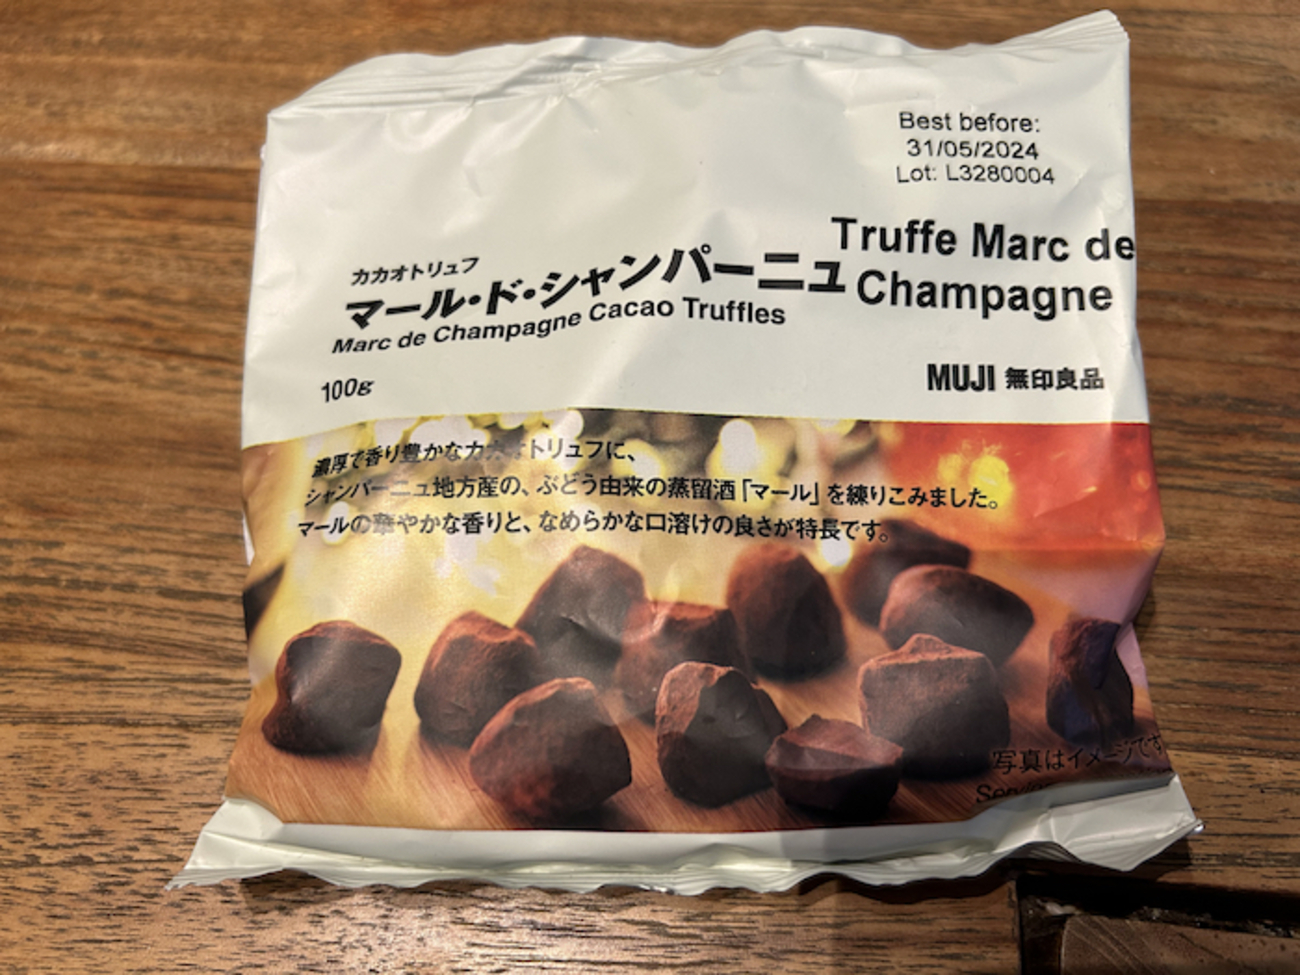 Best before:
31/05/2024
Lot: L3280004
Truffe Marc de
Champagne
カカオトリュフ
マール・ド・シャンパーニュ
Marc de Champagne Cacao Truffles
100g
MUJI 無印良品
濃厚で香り豊かなカカオトリュフに、
シャンパーニュ地方産の、ぶどう由来の蒸留酒「マール」を練りこみました。
マールの華やかな香りと、なめらかな口溶けの良さが特長です。
写真はイメージです
Serving